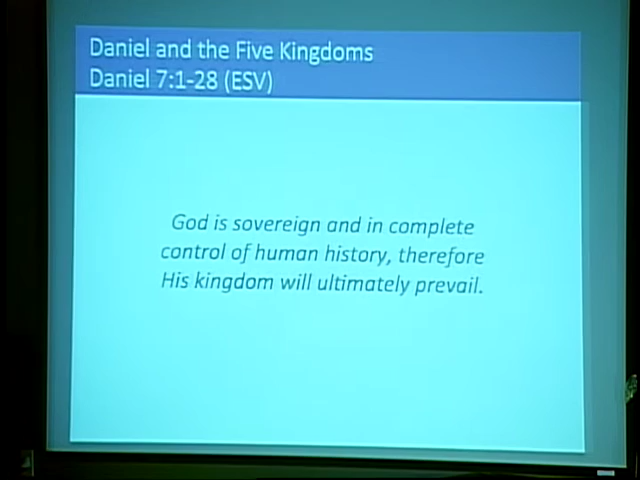 Daniel and the Five Kingdoms
Daniel 7:1-28 (ESV)
God is sovereign and in complete
control of human history, therefore
His kingdom will ultimately prevail.